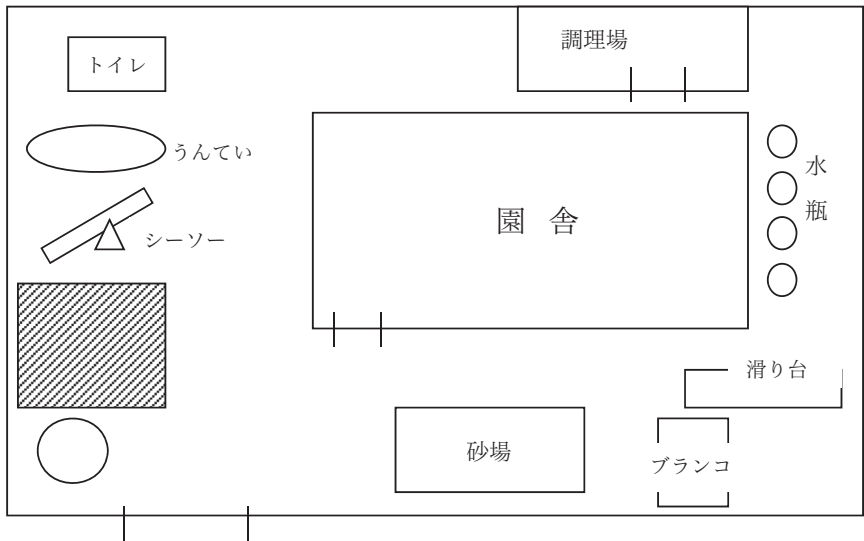 調理場
トイレ
うんてい
水瓶
シーソー
園舎
滑り台
砂場
ブランコ